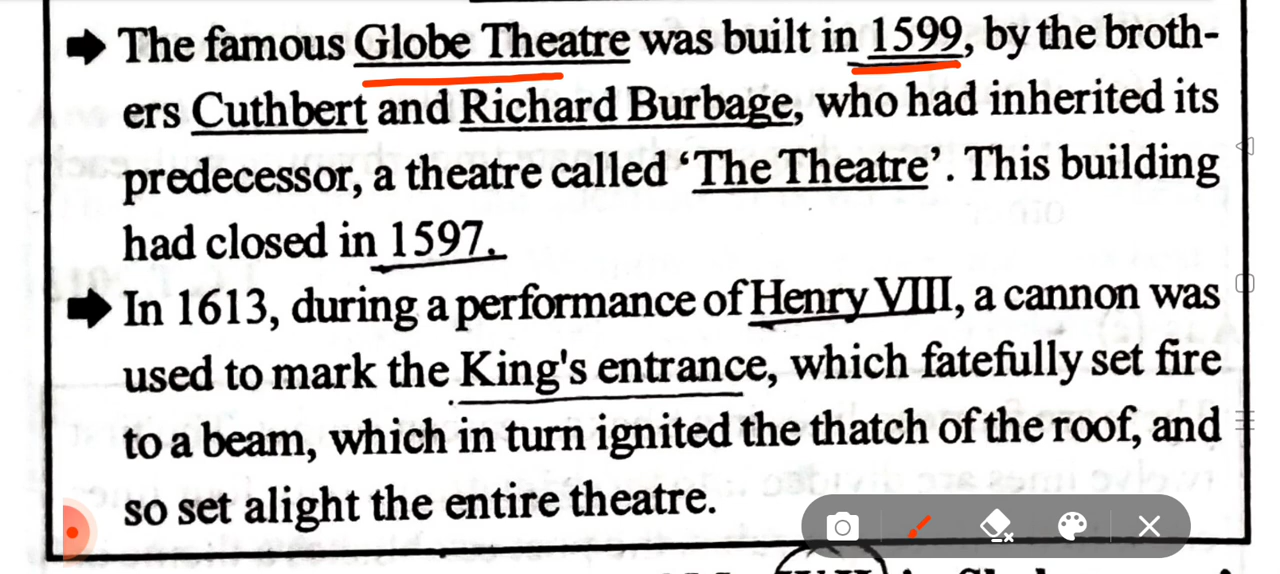 The famous Globe Theatre was built in 1599, by the broth-
ers Cuthbert and Richard Burbage, who had inherited its
predecessor, a theatre called ‘The Theatre’. This building
had closed in 1597.
In 1613, during a performance of Henry VIII, a cannon was
used to mark the King's entrance, which fatefully set fire
to a beam, which in turn ignited the thatch of the roof, and
so set alight the entire theatre.